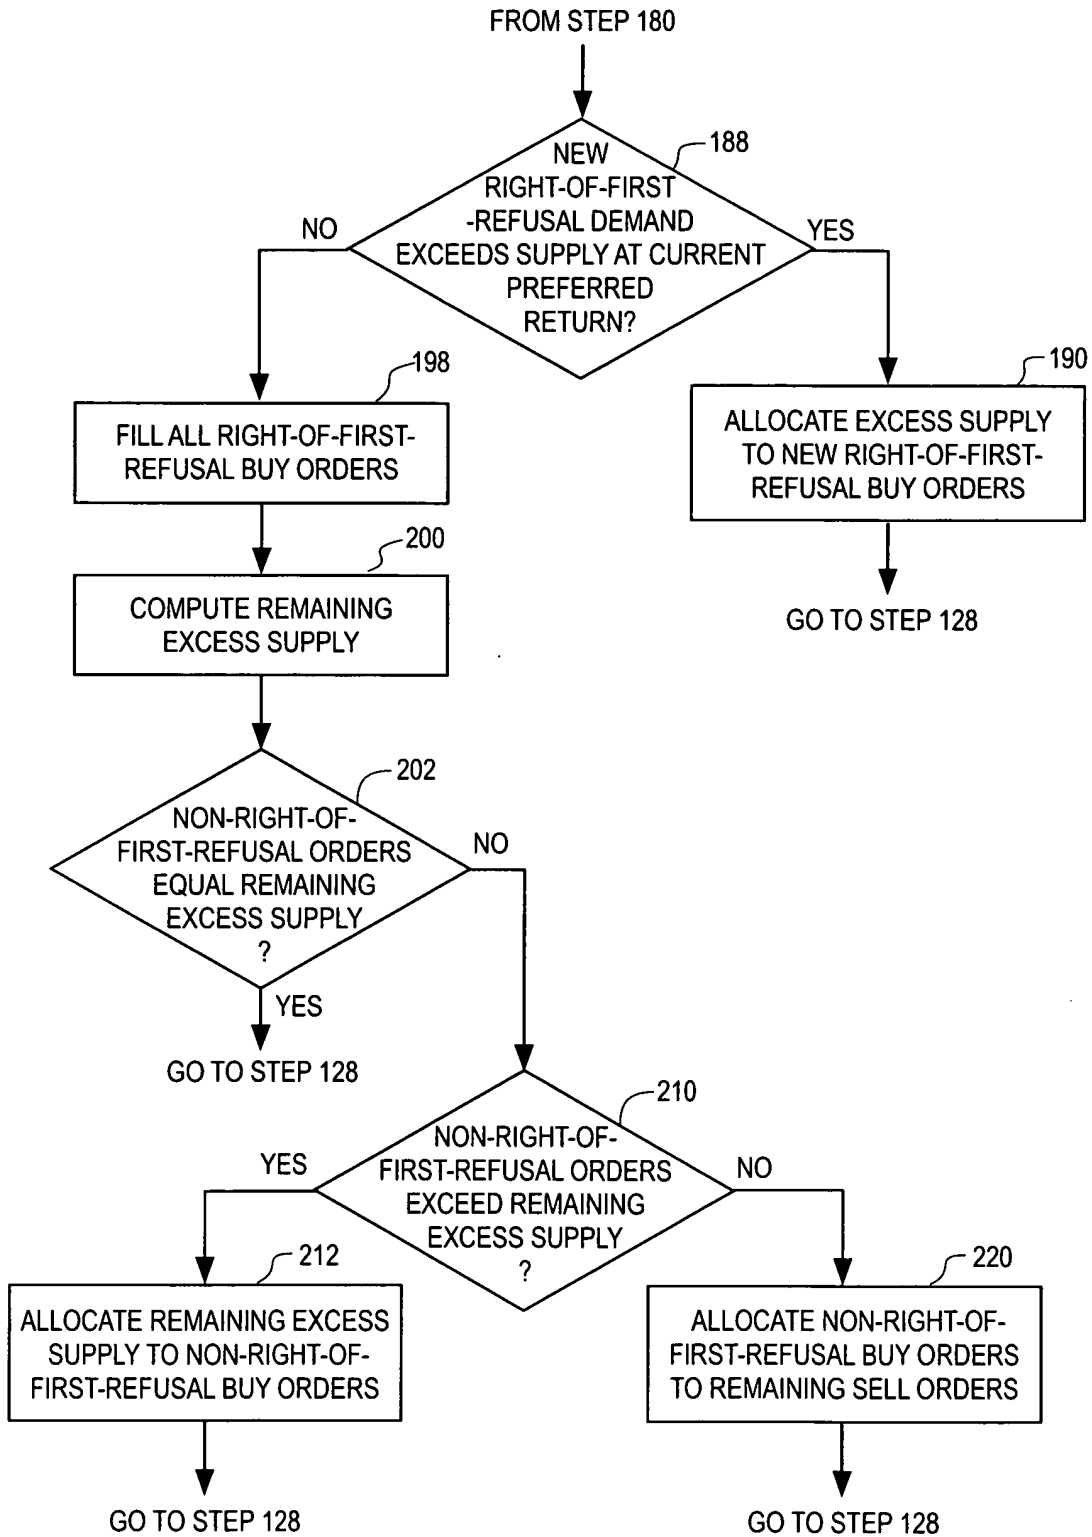 FROM STEP 180
188
NEW
RIGHT-OF-FIRST
-REFUSAL DEMAND
EXCEEDS SUPPLY AT CURRENT
PREFERRED
RETURN?
NO
YES
198
FILL ALL RIGHT-OF-FIRST-
REFUSAL BUY ORDERS
190
ALLOCATE EXCESS SUPPLY
TO NEW RIGHT-OF-FIRST-
REFUSAL BUY ORDERS
GO TO STEP 128
200
COMPUTE REMAINING
EXCESS SUPPLY
202
NON-RIGHT-OF-
FIRST-REFUSAL ORDERS
EQUAL REMAINING
EXCESS SUPPLY
?
NO
YES
GO TO STEP 128
210
NON-RIGHT-OF-
FIRST-REFUSAL ORDERS
EXCEED REMAINING
EXCESS SUPPLY
?
YES
NO
212
ALLOCATE REMAINING EXCESS
SUPPLY TO NON-RIGHT-OF-
FIRST-REFUSAL BUY ORDERS
GO TO STEP 128
220
ALLOCATE NON-RIGHT-OF-
FIRST-REFUSAL BUY ORDERS
TO REMAINING SELL ORDERS
GO TO STEP 128